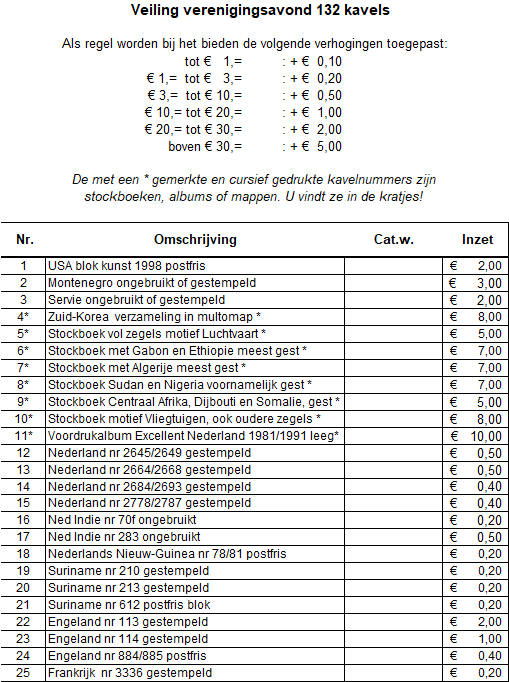 Veiling verenigingsavond 132 kavels
Als regel worden bij het bieden de volgende verhogingen toegepast:
tot € 1,= : + € 0,10
€ 1,= tot € 3,= : + € 0,20
€ 3,= tot € 10,= : + € 0,50
€ 10,= tot € 20,= : + € 1,00
€ 20,= tot € 30,= : + € 2,00
boven € 30,= : + € 5,00
De met een * gemerkte en cursief gedrukte kavelnummers zijn
stockboeken, albums of mappen. U vindt ze in de kratjes!
Nr. Omschrijving Cat.w. Inzet
1 USA blok kunst 1998 postfris € 2,00
2 Montenegro ongebruikt of gestempeld € 3,00
3 Servie ongebruikt of gestempeld € 2,00
4* Zuid-Korea verzameling in multomap * € 8,00
5* Stockboek vol zegels motief Luchtvaart * € 5,00
6* Stockboek met Gabon en Ethiopie meest gest * € 7,00
7* Stockboek met Algerije meest gest * € 7,00
8* Stockboek Sudan en Nigeria voornamelijk gest * € 7,00
9* Stockboek Centraal Afrika, Dijbouti en Somalie, gest * € 5,00
10* Stockboek motief Vliegtuigen, ook oudere zegels * € 8,00
11* Voordrukalbum Excellent Nederland 1981/1991 leeg* € 10,00
12 Nederland nr 2645/2649 gestempeld € 0,50
13 Nederland nr 2664/2668 gestempeld € 0,50
14 Nederland nr 2684/2693 gestempeld € 0,40
15 Nederland nr 2778/2787 gestempeld € 0,40
16 Ned Indie nr 70f ongebruikt € 0,20
17 Ned Indie nr 283 ongebruikt € 0,50
18 Nederlands Nieuw-Guinea nr 78/81 postfris € 0,20
19 Suriname nr 210 gestempeld € 0,20
20 Suriname nr 213 gestempeld € 0,20
21 Suriname nr 612 postfris blok € 0,20
22 Engeland nr 113 gestempeld € 2,00
23 Engeland nr 114 gestempeld € 1,00
24 Engeland nr 884/885 postfris € 0,40
25 Frankrijk nr 3336 gestempeld € 0,20